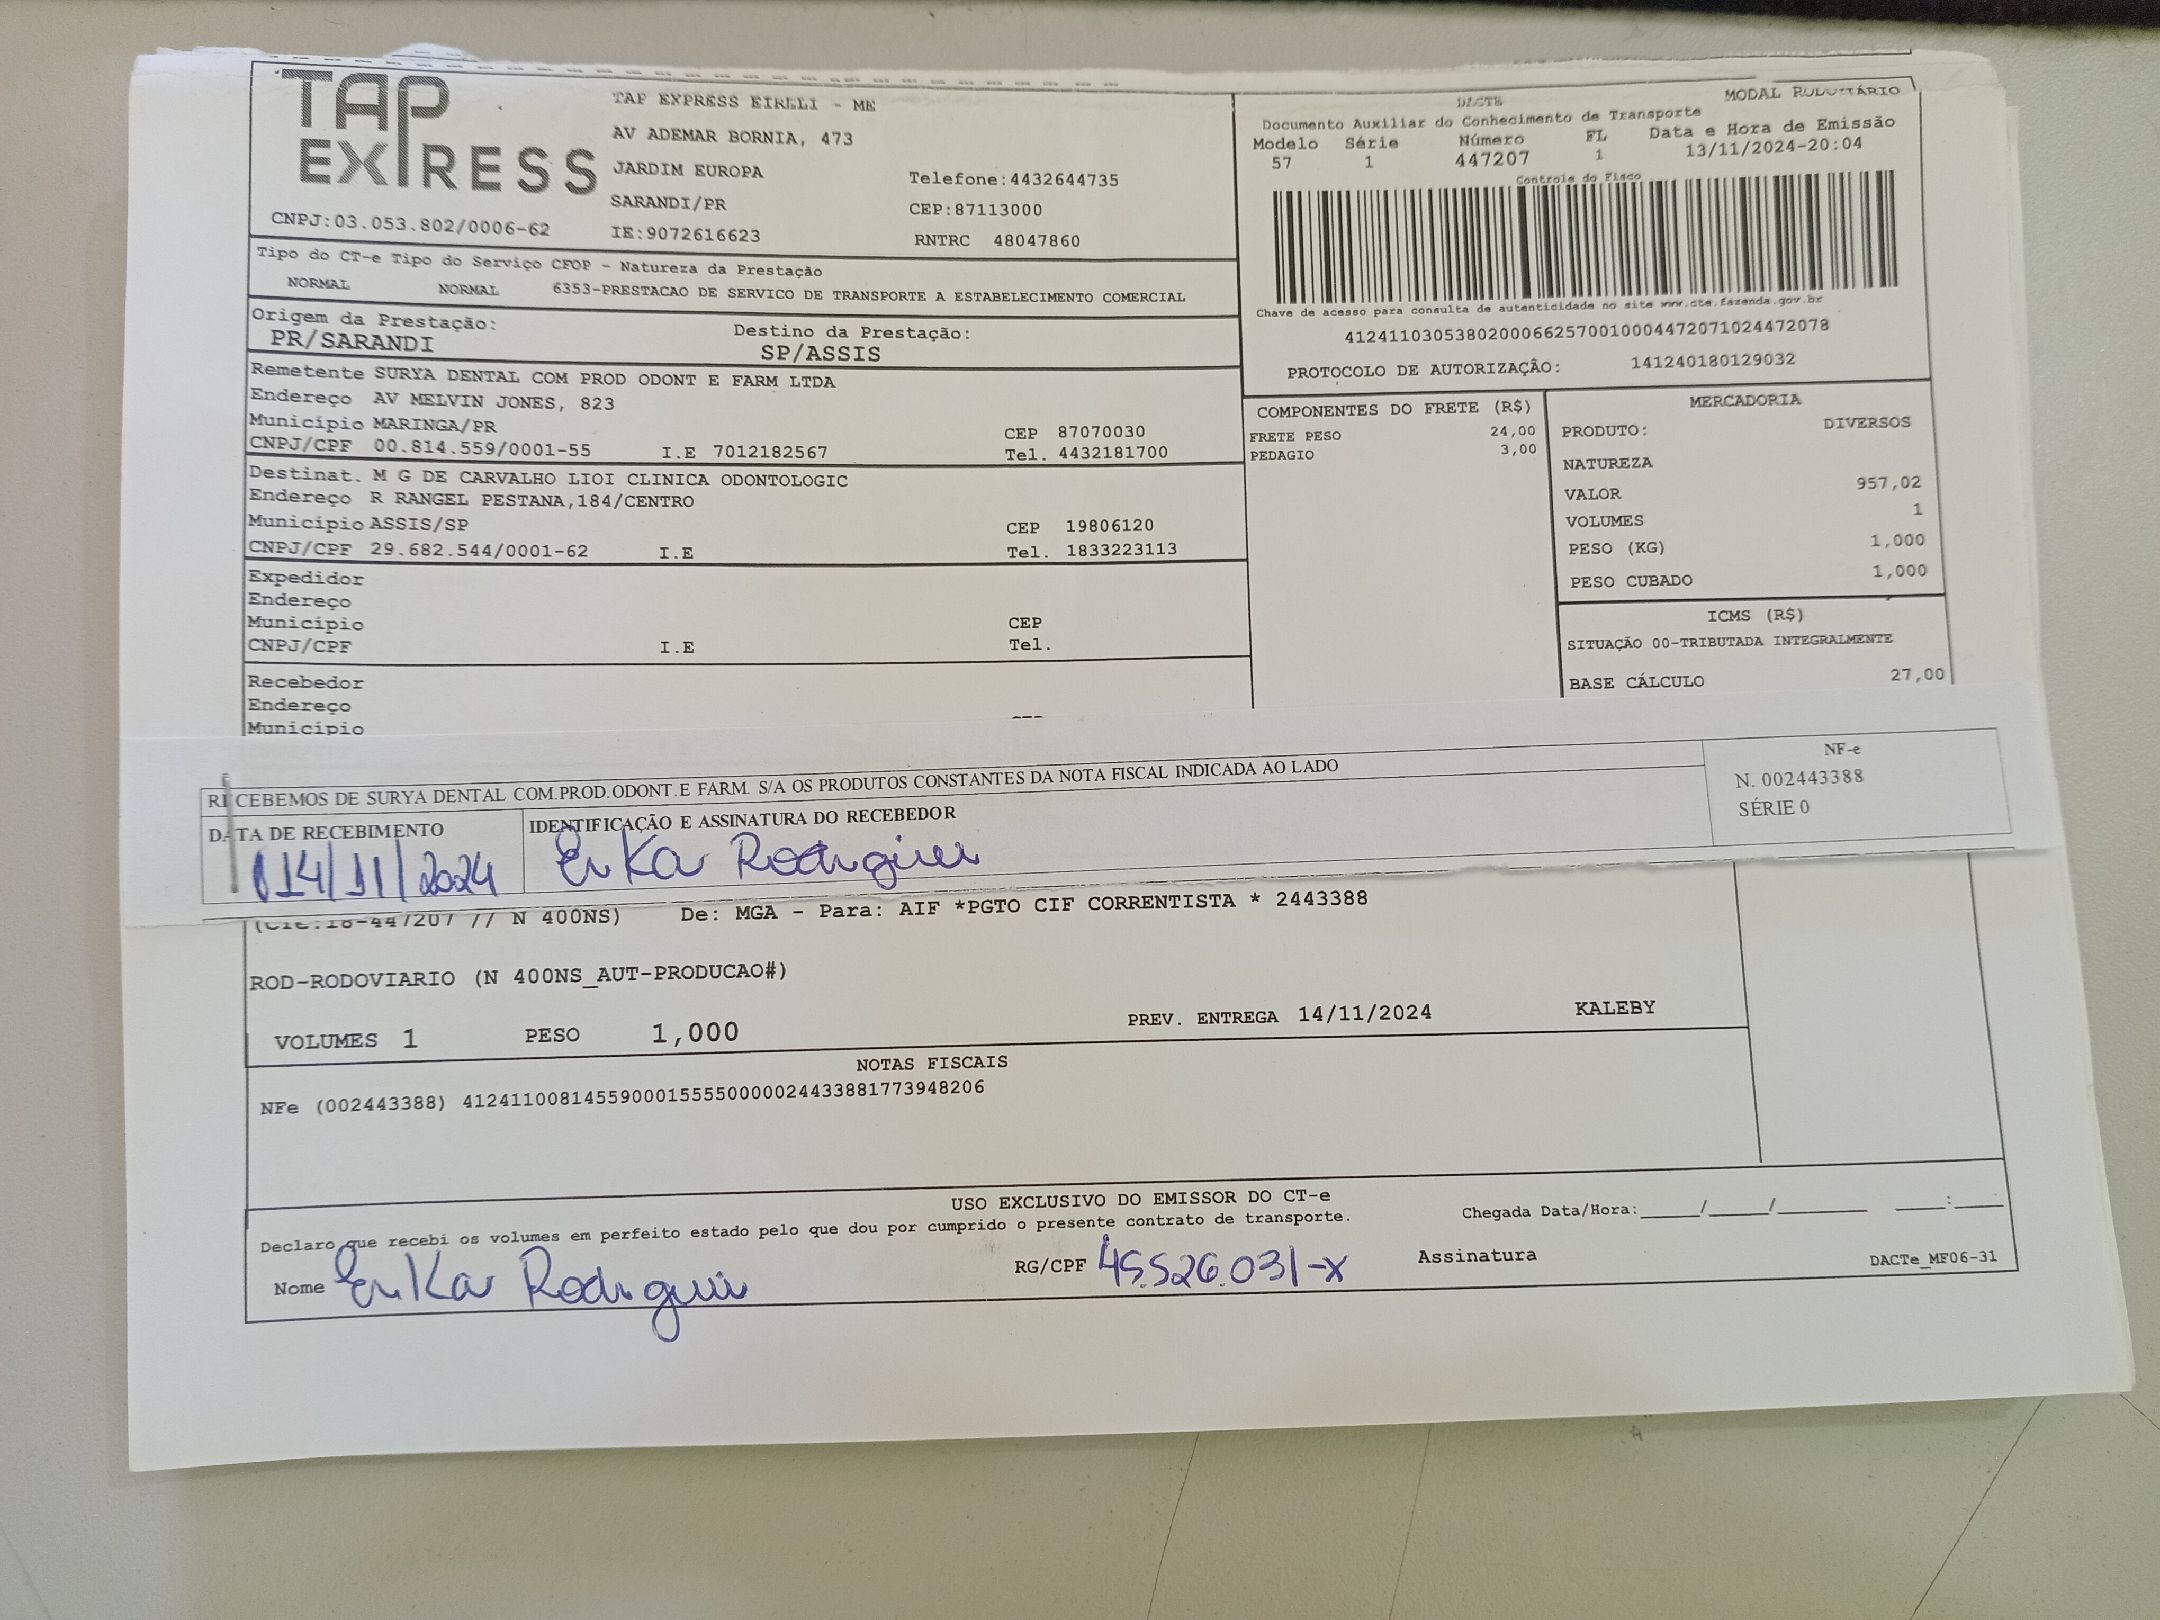 TAP EXPRESS
TAP EXPRESS EIRELI - ME
AV ADEMAR BORNIA, 473
JARDIM EUROPA
Telefone:4432644735
SARANDI/PR
CEP:87113000
CNPJ:03.053.802/0006-62
IE:9072616623
RNTRC 48047860
DACTE
MODAL RODOVIÁRIO
Documento Auxiliar do Conhecimento de Transporte
Modelo Série Número FL Data e Hora de Emissão
57 1 447207 1 13/11/2024-20:04
Controle do Fisco
Chave de acesso para consulta de autenticidade no site www.cte.fazenda.gov.br
41241103053802000662570010004472071024472078
PROTOCOLO DE AUTORIZAÇÂO: 141240180129032
Tipo do CT-e Tipo do Serviço CFOP - Natureza da Prestação
NORMAL NORMAL 6353-PRESTACAO DE SERVICO DE TRANSPORTE A ESTABELECIMENTO COMERCIAL
Origem da Prestação: Destino da Prestação:
PR/SARANDI SP/ASSIS
Remetente SURYA DENTAL COM PROD ODONT E FARM LTDA
Endereço AV MELVIN JONES, 823
Município MARINGA/PR CEP 87070030
CNPJ/CPF 00.814.559/0001-55 I.E 7012182567 Tel. 4432181700
Destinat. M G DE CARVALHO LIOI CLINICA ODONTOLOGIC
Endereço R RANGEL PESTANA,184/CENTRO
Município ASSIS/SP CEP 19806120
CNPJ/CPF 29.682.544/0001-62 I.E Tel. 1833223113
Expedidor
Endereço
Município CEP
CNPJ/CPF I.E Tel.
Recebedor
Endereço
Município
COMPONENTES DO FRETE (R$)
FRETE PESO 24,00
PEDAGIO 3,00
MERCADORIA
PRODUTO: DIVERSOS
NATUREZA
VALOR 957,02
VOLUMES 1
PESO (KG) 1,000
PESO CUBADO 1,000
ICMS (R$)
SITUAÇÃO 00-TRIBUTADA INTEGRALMENTE
BASE CÁLCULO 27,00
RECEBEMOS DE SURYA DENTAL COM.PROD.ODONT.E FARM. S/A OS PRODUTOS CONSTANTES DA NOTA FISCAL INDICADA AO LADO
NF-e
N. 002443388
SÉRIE 0
DATA DE RECEBIMENTO IDENTIFICAÇÃO E ASSINATURA DO RECEBEDOR
14/11/2024 Erika Rodrigues
(CTE:18-447207 // N 400NS) De: MGA - Para: AIF *PGTO CIF CORRENTISTA * 2443388
ROD-RODOVIARIO (N 400NS_AUT-PRODUCAO#)
VOLUMES 1 PESO 1,000 PREV. ENTREGA 14/11/2024 KALEBY
NOTAS FISCAIS
NFe (002443388) 41241100814559000155550000024433881773948206
USO EXCLUSIVO DO EMISSOR DO CT-e
Declaro que recebi os volumes em perfeito estado pelo que dou por cumprido o presente contrato de transporte.
Chegada Data/Hora:_____/_____/_______ ____:____
Nome Erika Rodrigues RG/CPF 45.526.031-X Assinatura
DACTe_MF06-31